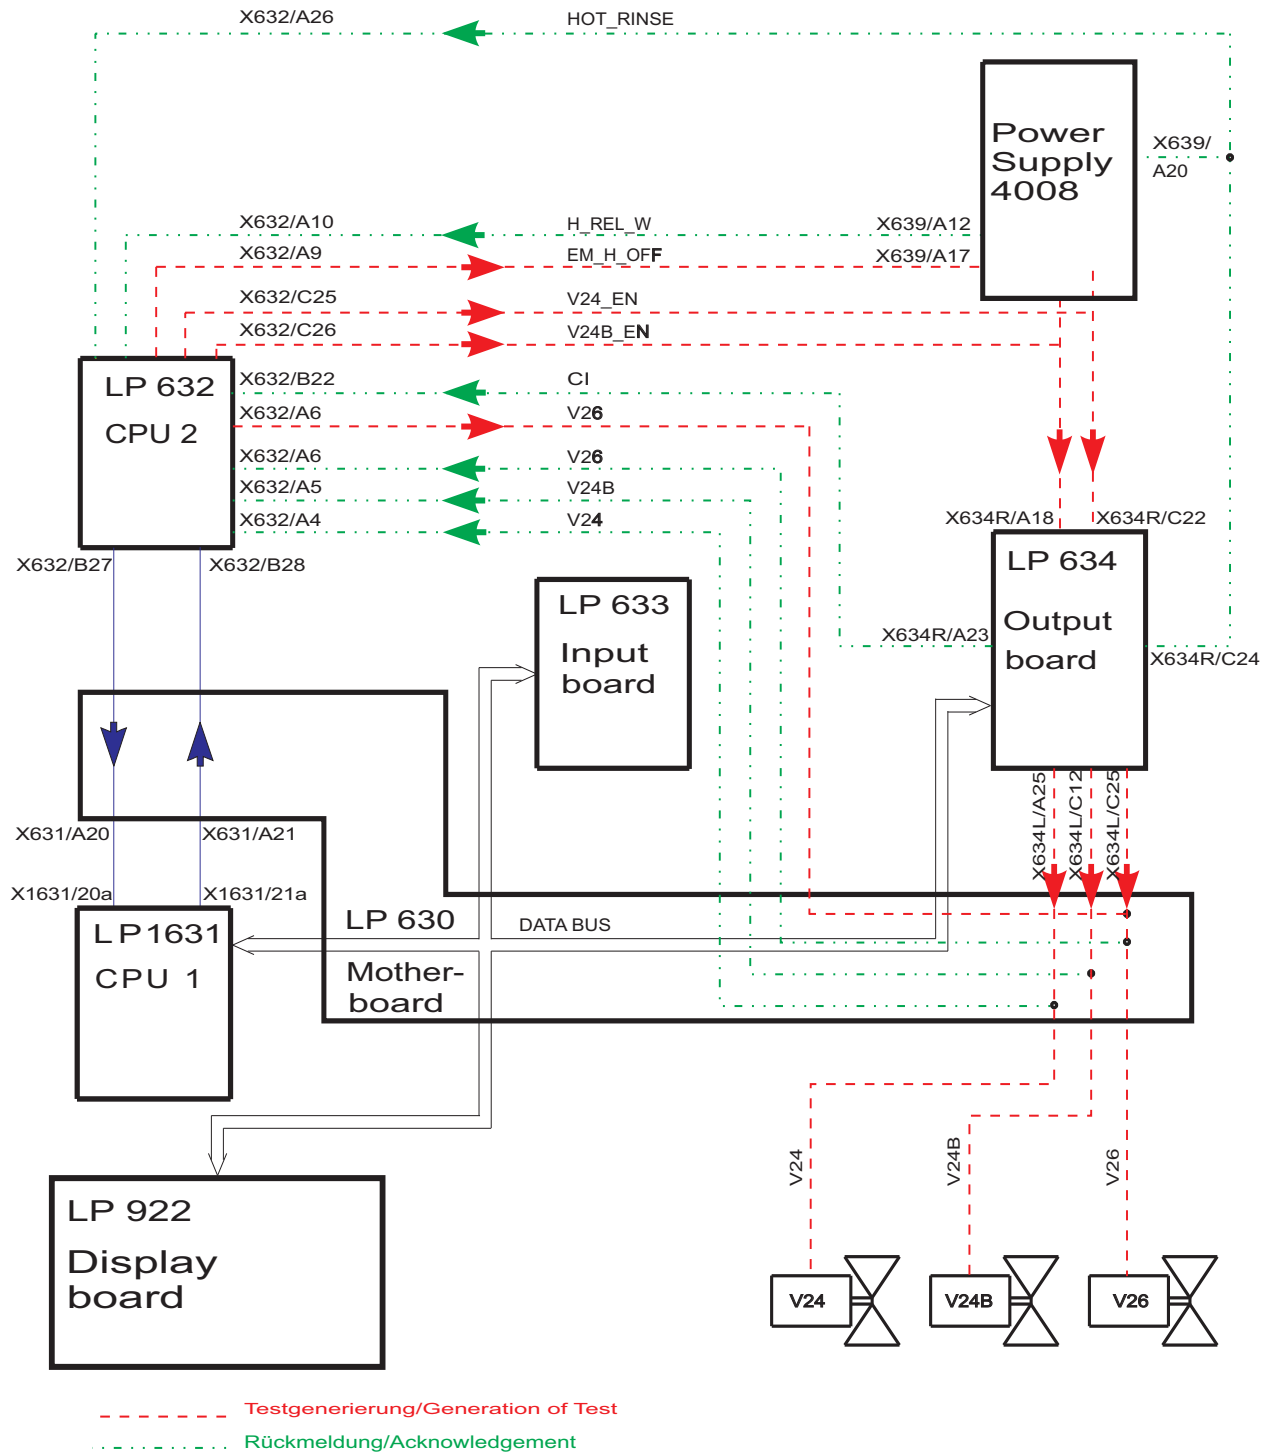 X632/A26
HOT_RINSE
Power
Supply
4008
X639/
A20
X632/A10
H_REL_W
X639/A12
X632/A9
EM_H_OFF
X639/A17
X632/C25
V24_EN
X632/C26
V24B_EN
LP 632
CPU 2
X632/B22
CI
X632/A6
V26
X632/A6
V26
X632/A5
V24B
X632/A4
V24
X634R/A18
X634R/C22
X632/B27
X632/B28
LP 633
Input
board
LP 634
Output
board
X634R/A23
X634R/C24
X634L/A25
X634L/C12
X634L/C25
X631/A20
X631/A21
X1631/20a
X1631/21a
LP1631
CPU 1
LP 630
Mother-
board
DATA BUS
V24
V24B
V26
LP 922
Display
board
V24
V24B
V26
Testgenerierung/Generation of Test
Rückmeldung/Acknowledgement